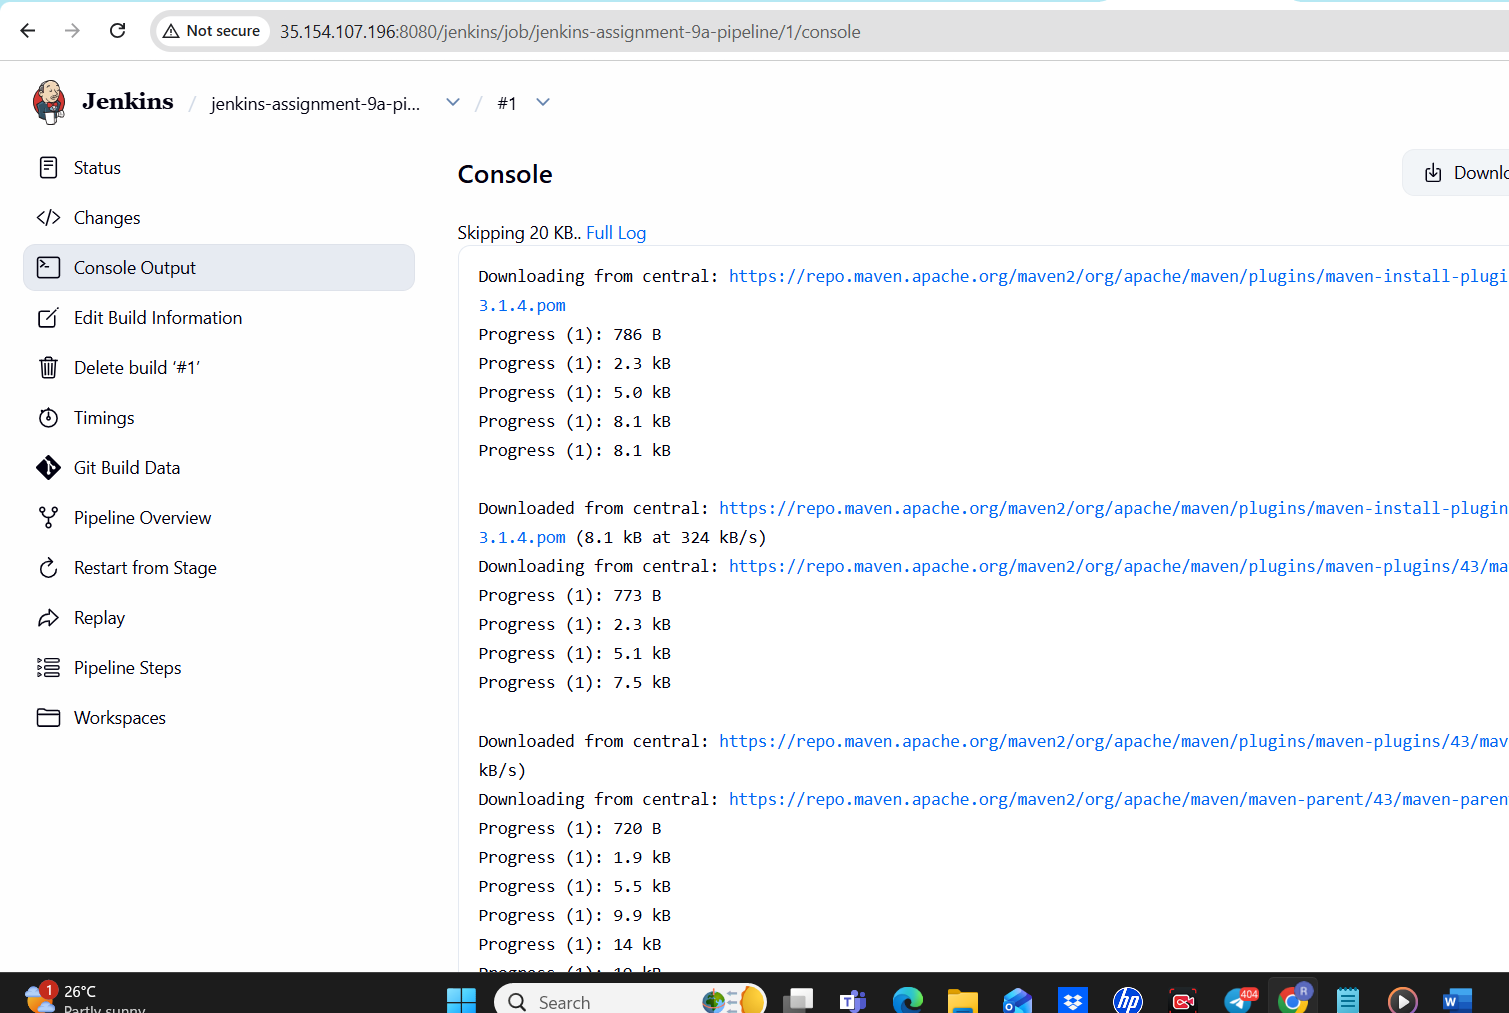 Not secure 35.154.107.196:8080/jenkins/job/jenkins-assignment-9a-pipeline/1/console
Jenkins / jenkins-assignment-9a-pi... / #1
Status
Changes
Console Output
Edit Build Information
Delete build ‘#1’
Timings
Git Build Data
Pipeline Overview
Restart from Stage
Replay
Pipeline Steps
Workspaces
Console
Downlo
Skipping 20 KB.. Full Log
Downloading from central: https://repo.maven.apache.org/maven2/org/apache/maven/plugins/maven-install-plugi
3.1.4.pom
Progress (1): 786 B
Progress (1): 2.3 kB
Progress (1): 5.0 kB
Progress (1): 8.1 kB
Progress (1): 8.1 kB
Downloaded from central: https://repo.maven.apache.org/maven2/org/apache/maven/plugins/maven-install-plugin
3.1.4.pom (8.1 kB at 324 kB/s)
Downloading from central: https://repo.maven.apache.org/maven2/org/apache/maven/plugins/maven-plugins/43/ma
Progress (1): 773 B
Progress (1): 2.3 kB
Progress (1): 5.1 kB
Progress (1): 7.5 kB
Downloaded from central: https://repo.maven.apache.org/maven2/org/apache/maven/plugins/maven-plugins/43/mav
kB/s)
Downloading from central: https://repo.maven.apache.org/maven2/org/apache/maven/maven-parent/43/maven-paren
Progress (1): 720 B
Progress (1): 1.9 kB
Progress (1): 5.5 kB
Progress (1): 9.9 kB
Progress (1): 14 kB
Progress (1): 19 kB
1
26°C
Partly sunny
Search
404
R